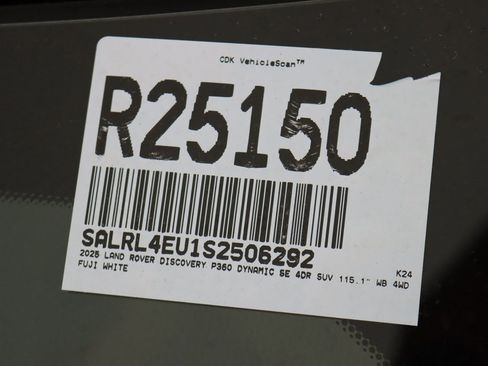 CDK VehicleScan™
R25150
SALRL4EU1S2506292
2025 LAND ROVER DISCOVERY P360 DYNAMIC SE 4DR SUV 115.1" WB 4WD K24
FUJI WHITE